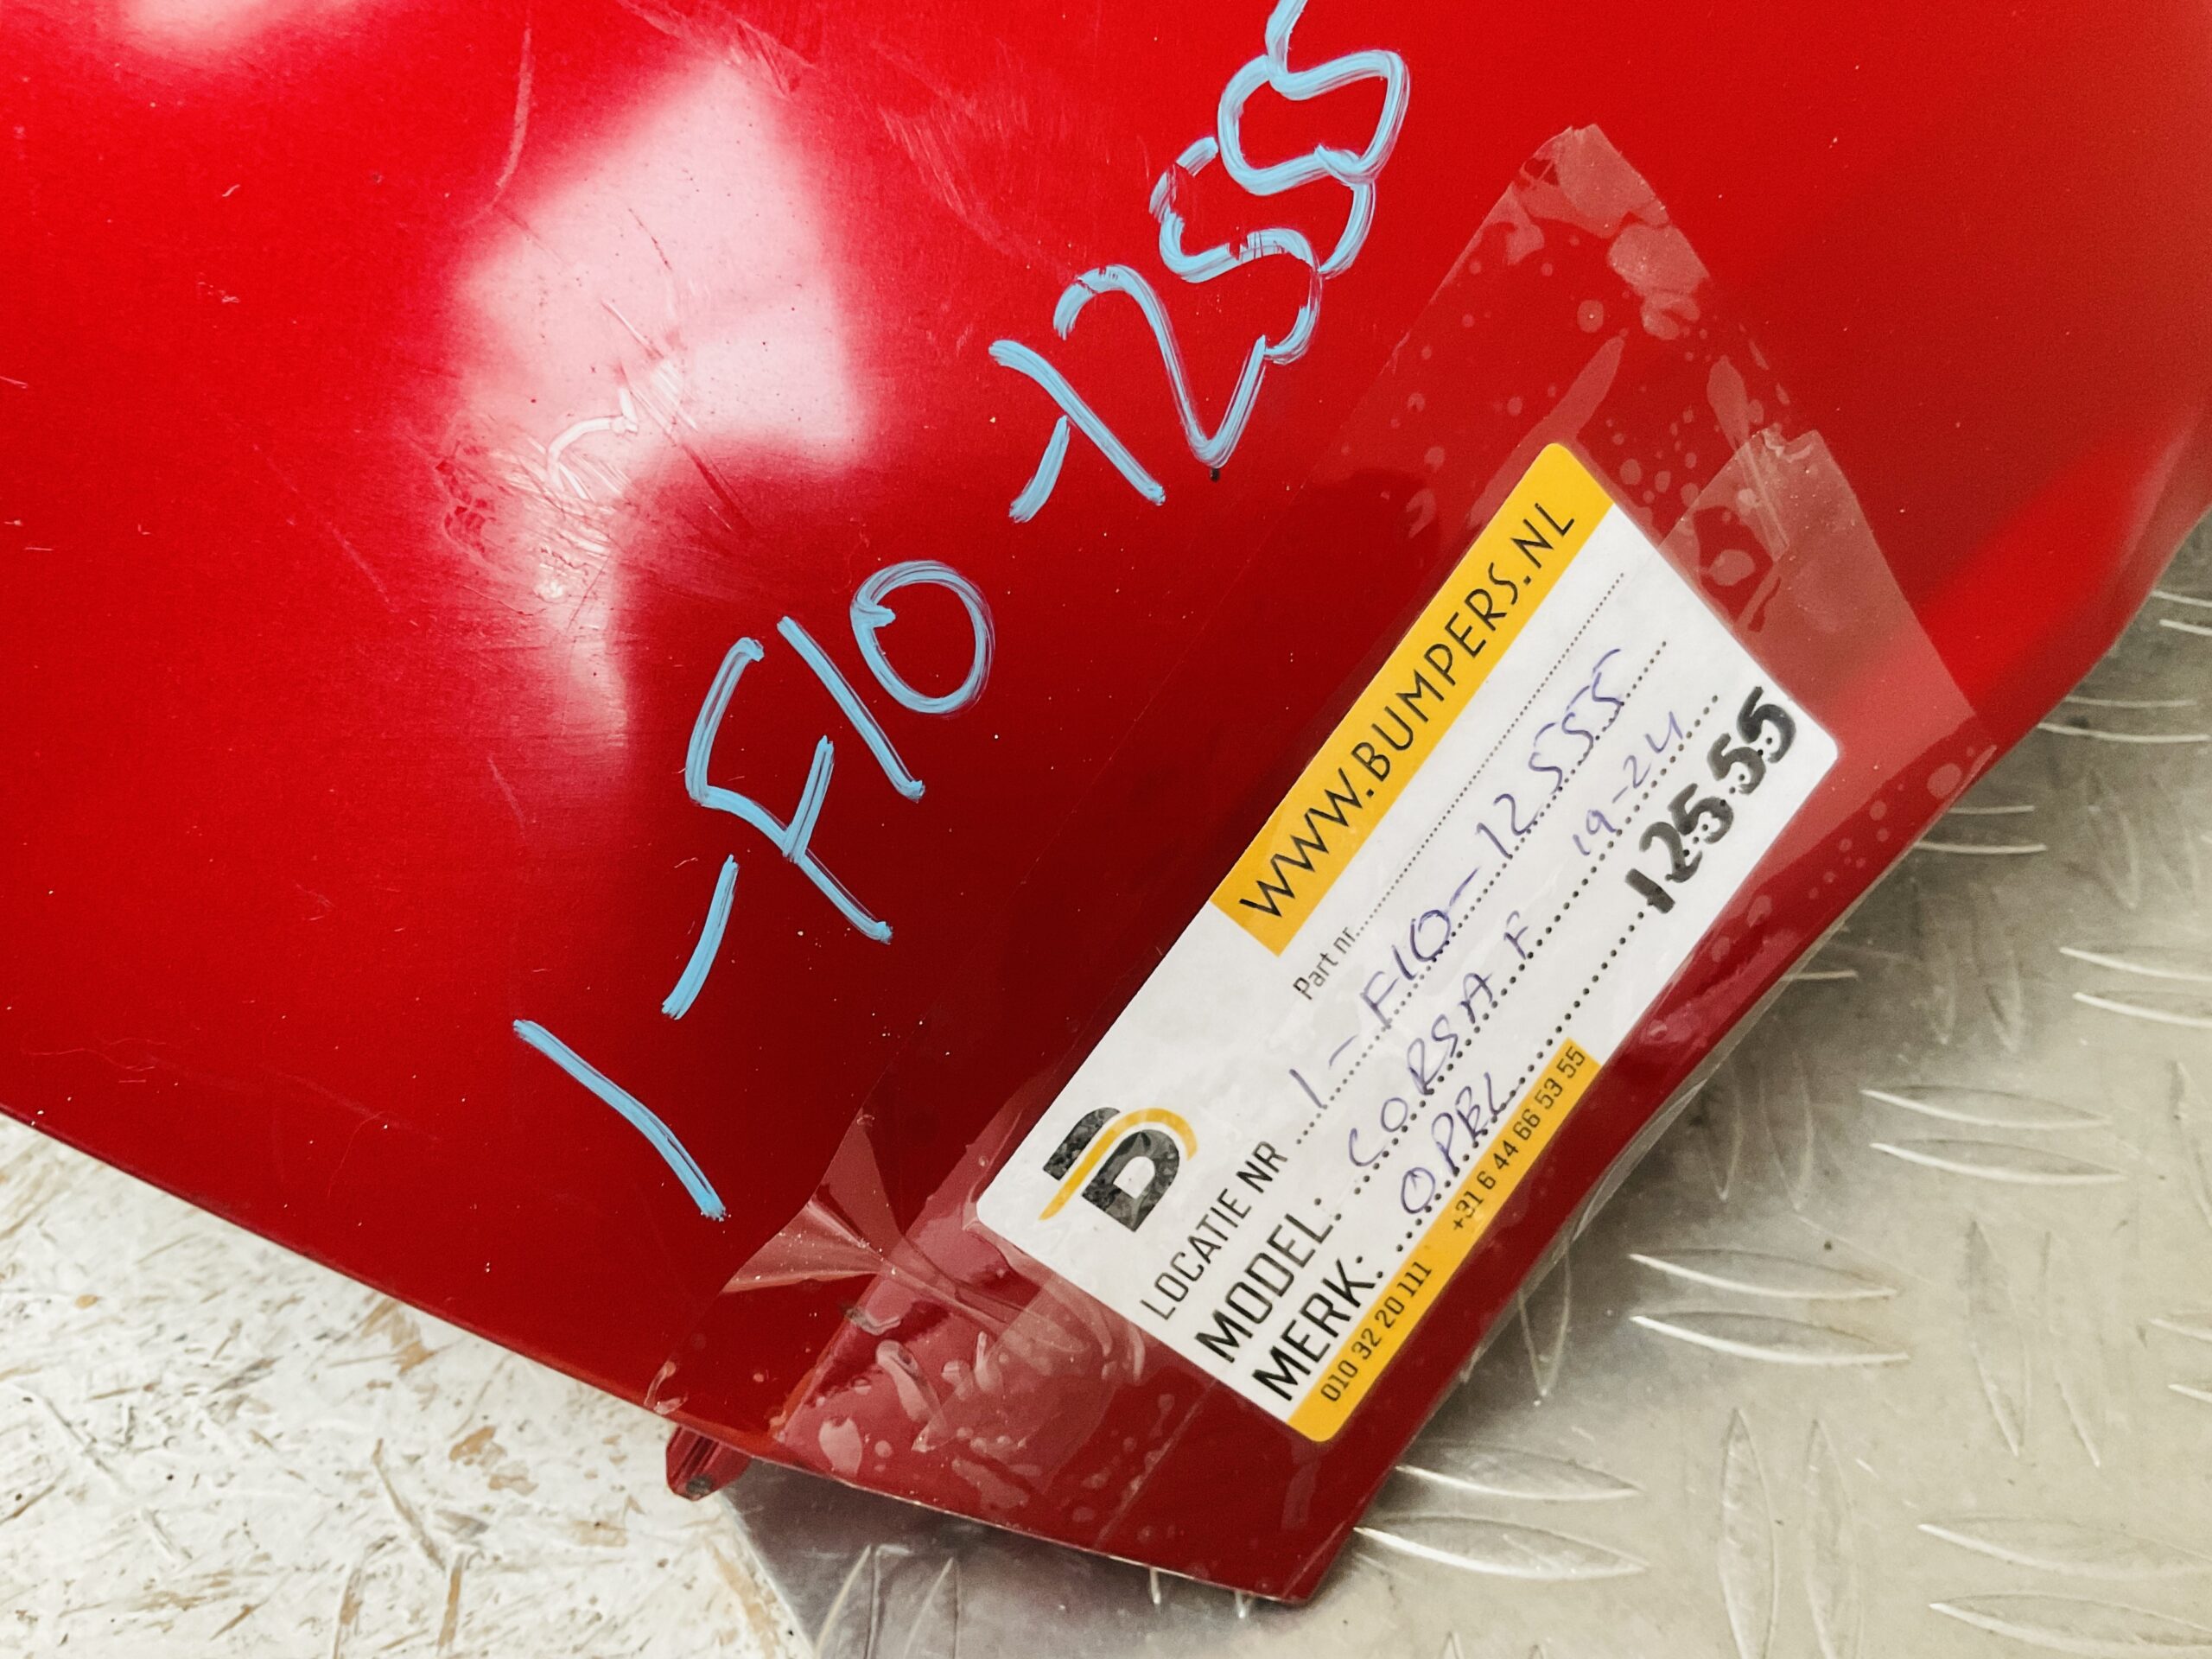 1-F10-12555
WWW.BUMPERS.NL
Part nr.
LOCATIE NR 1-F10-12555
MODEL: CORSA F 19-24
MERK: OPEL 12555
010 32 20 111 +31 6 44 66 53 55